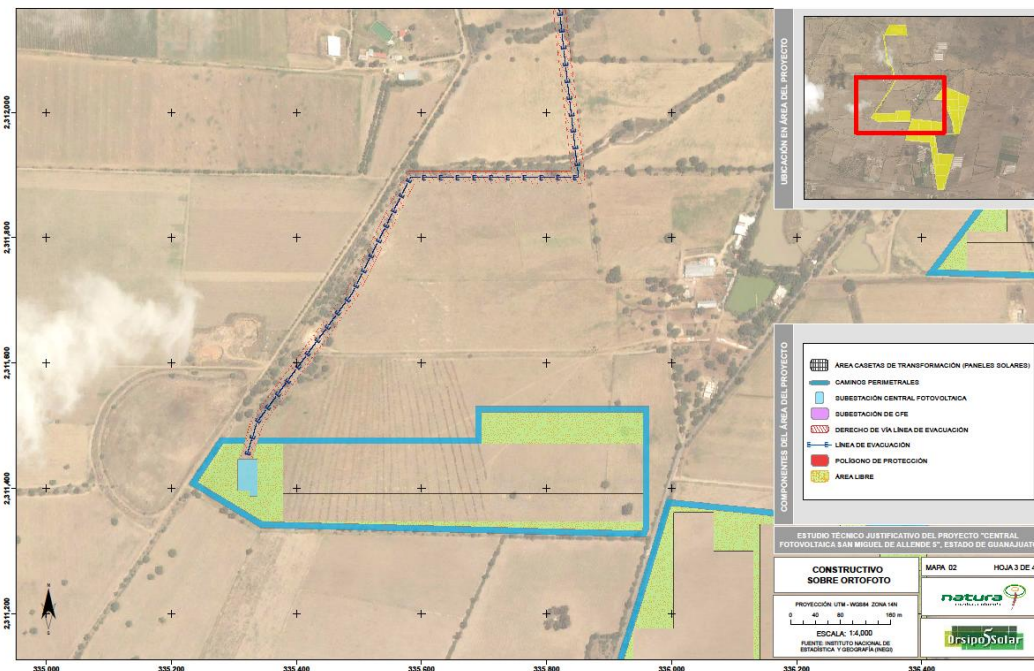 UBICACIÓN EN ÁREA DEL PROYECTO
2,312,000
2,311,800
2,311,600
2,311,400
2,311,200
335,000
335,200
335,400
335,600
335,800
336,000
336,200
336,400
COMPONENTES DEL ÁREA DEL PROYECTO
ÁREA CASETAS DE TRANSFORMACIÓN (PANELES SOLARES)
CAMINOS PERIMETRALES
SUBESTACIÓN CENTRAL FOTOVOLTAICA
SUBESTACIÓN DE CFE
DERECHO DE VÍA LÍNEA DE EVACUACIÓN
E LÍNEA DE EVACUACIÓN
POLÍGONO DE PROTECCIÓN
ÁREA LIBRE
ESTUDIO TÉCNICO JUSTIFICATIVO DEL PROYECTO "CENTRAL
FOTOVOLTAICA SAN MIGUEL DE ALLENDE 5", ESTADO DE GUANAJUATO
CONSTRUCTIVO
SOBRE ORTOFOTO
MAPA 02 HOJA 3 DE 4
PROYECCIÓN: UTM - WGS84 ZONA 14N
0 40 80 160 m
ESCALA: 1:4,000
FUENTE: INSTITUTO NACIONAL DE
ESTADÍSTICA Y GEOGRAFÍA (INEGI)
natura
Orsipo 5 Solar